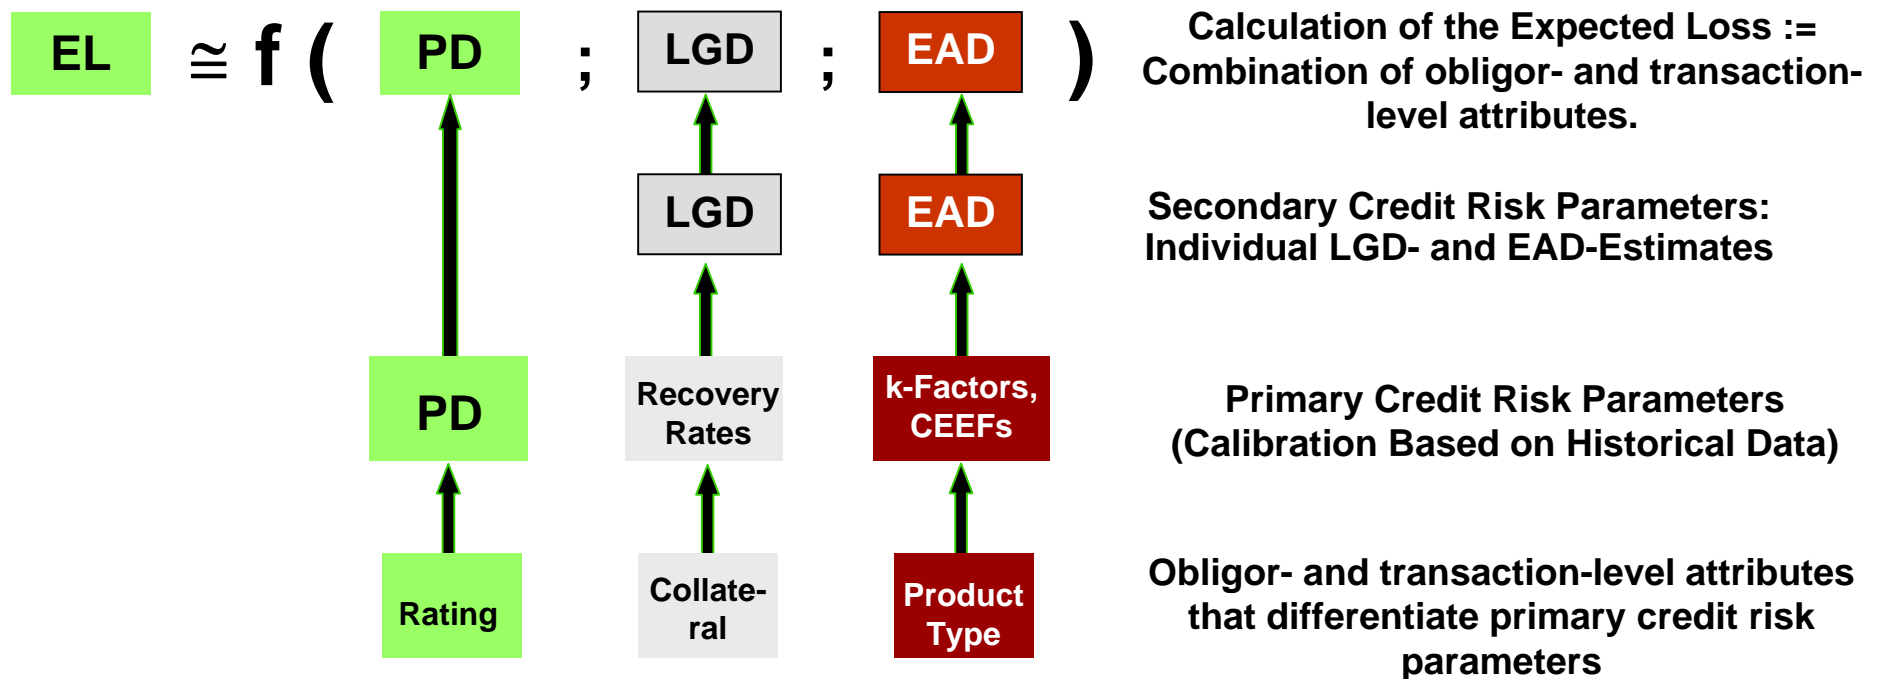 EL ≅ f ( PD ; LGD ; EAD )
Calculation of the Expected Loss :=
Combination of obligor- and transaction-
level attributes.
LGD
EAD
Secondary Credit Risk Parameters:
Individual LGD- and EAD-Estimates
PD
Recovery
Rates
k-Factors,
CEEFs
Primary Credit Risk Parameters
(Calibration Based on Historical Data)
Rating
Collate-
ral
Product
Type
Obligor- and transaction-level attributes
that differentiate primary credit risk
parameters